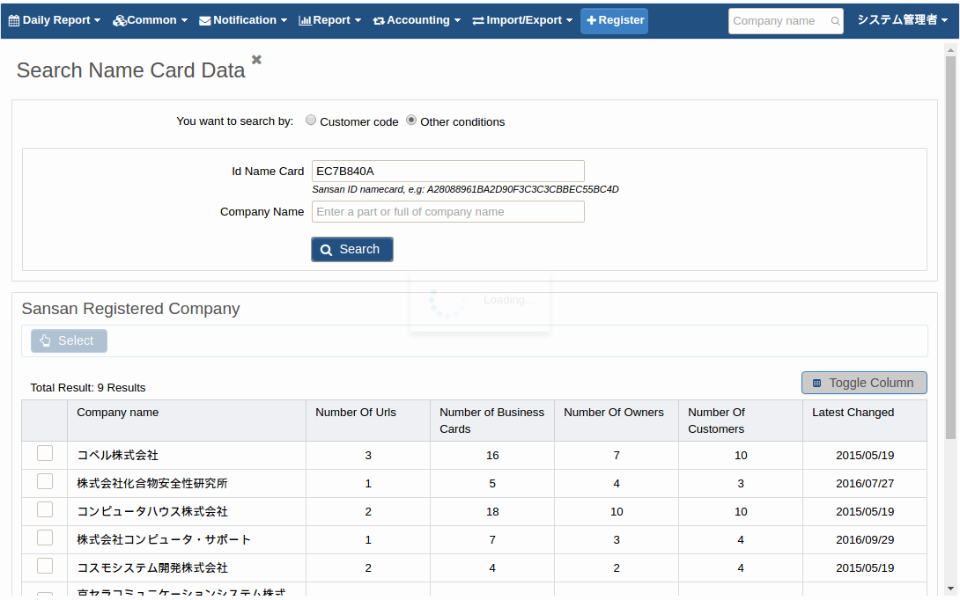 Daily Report Common Notification Report Accounting Import/Export Register Company name システム管理者
Search Name Card Data
You want to search by: Customer code Other conditions
Id Name Card EC7B840A
Sansan ID namecard, e.g: A28088961BA2D90F3C3C3CBBEC55BC4D
Company Name Enter a part or full of company name
Search
Loading...
Sansan Registered Company
Select
Total Result: 9 Results Toggle Column
Company name Number Of Urls Number of Business Cards Number Of Owners Number Of Customers Latest Changed
コベル株式会社 3 16 7 10 2015/05/19
株式会社化合物安全性研究所 1 5 4 3 2016/07/27
コンピュータハウス株式会社 2 18 10 10 2015/05/19
株式会社コンピュータ・サポート 1 7 3 4 2016/09/29
コスモシステム開発株式会社 2 4 2 4 2015/05/19
京セラコミュニケーションシステム株式